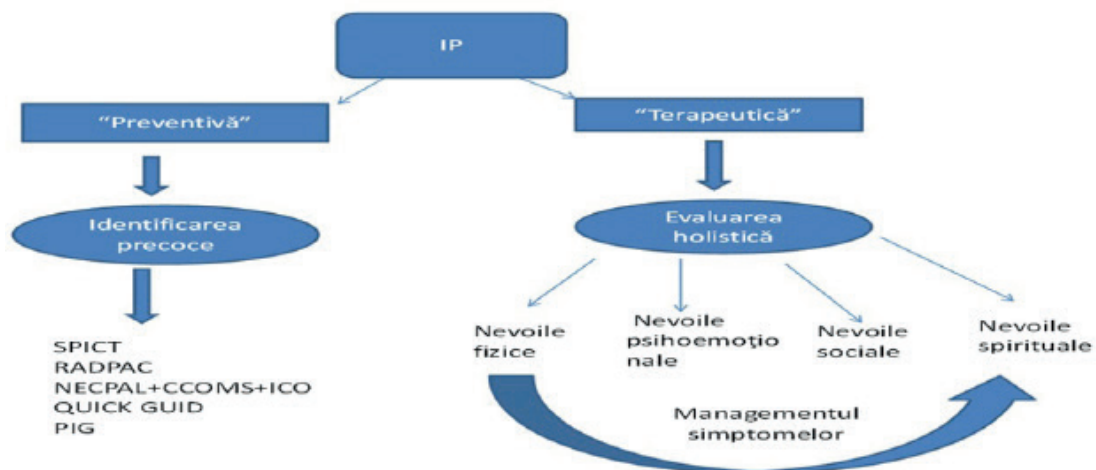 IP
“Preventivă”
“Terapeutică”
Identificarea
precoce
Evaluarea
holistică
SPICT
RADPAC
NECPAL+CCOMS+ICO
QUICK GUID
PIG
Nevoile
fizice
Nevoile
psihoemoţio
nale
Nevoile
sociale
Nevoile
spirituale
Managementul
simptomelor